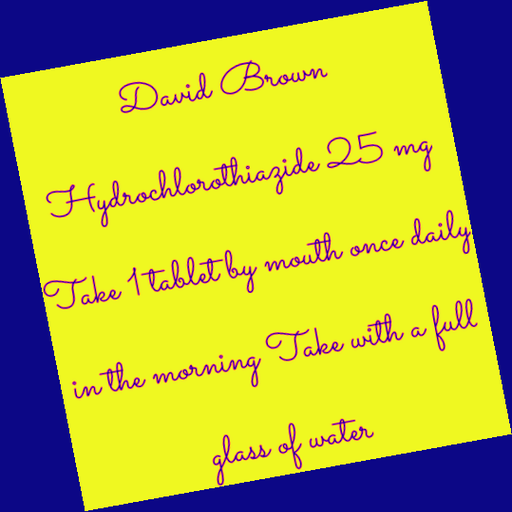 David Brown
Hydrochlorothiazide 25 mg
Take 1 tablet by mouth once daily
in the morning Take with a full
glass of water